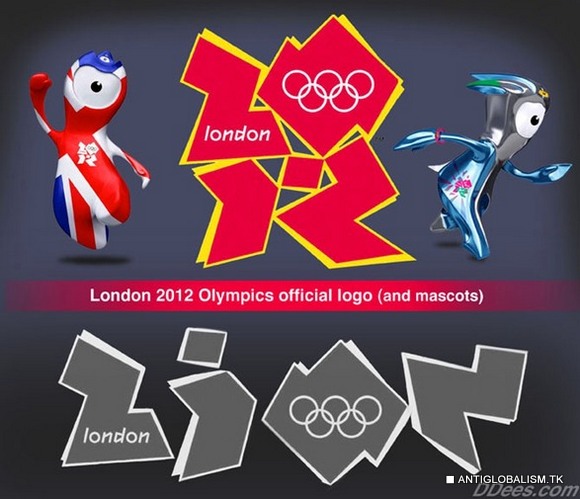 london
London 2012 Olympics official logo (and mascots)
london
ANTIGLOBALISM.TK
DDees.com